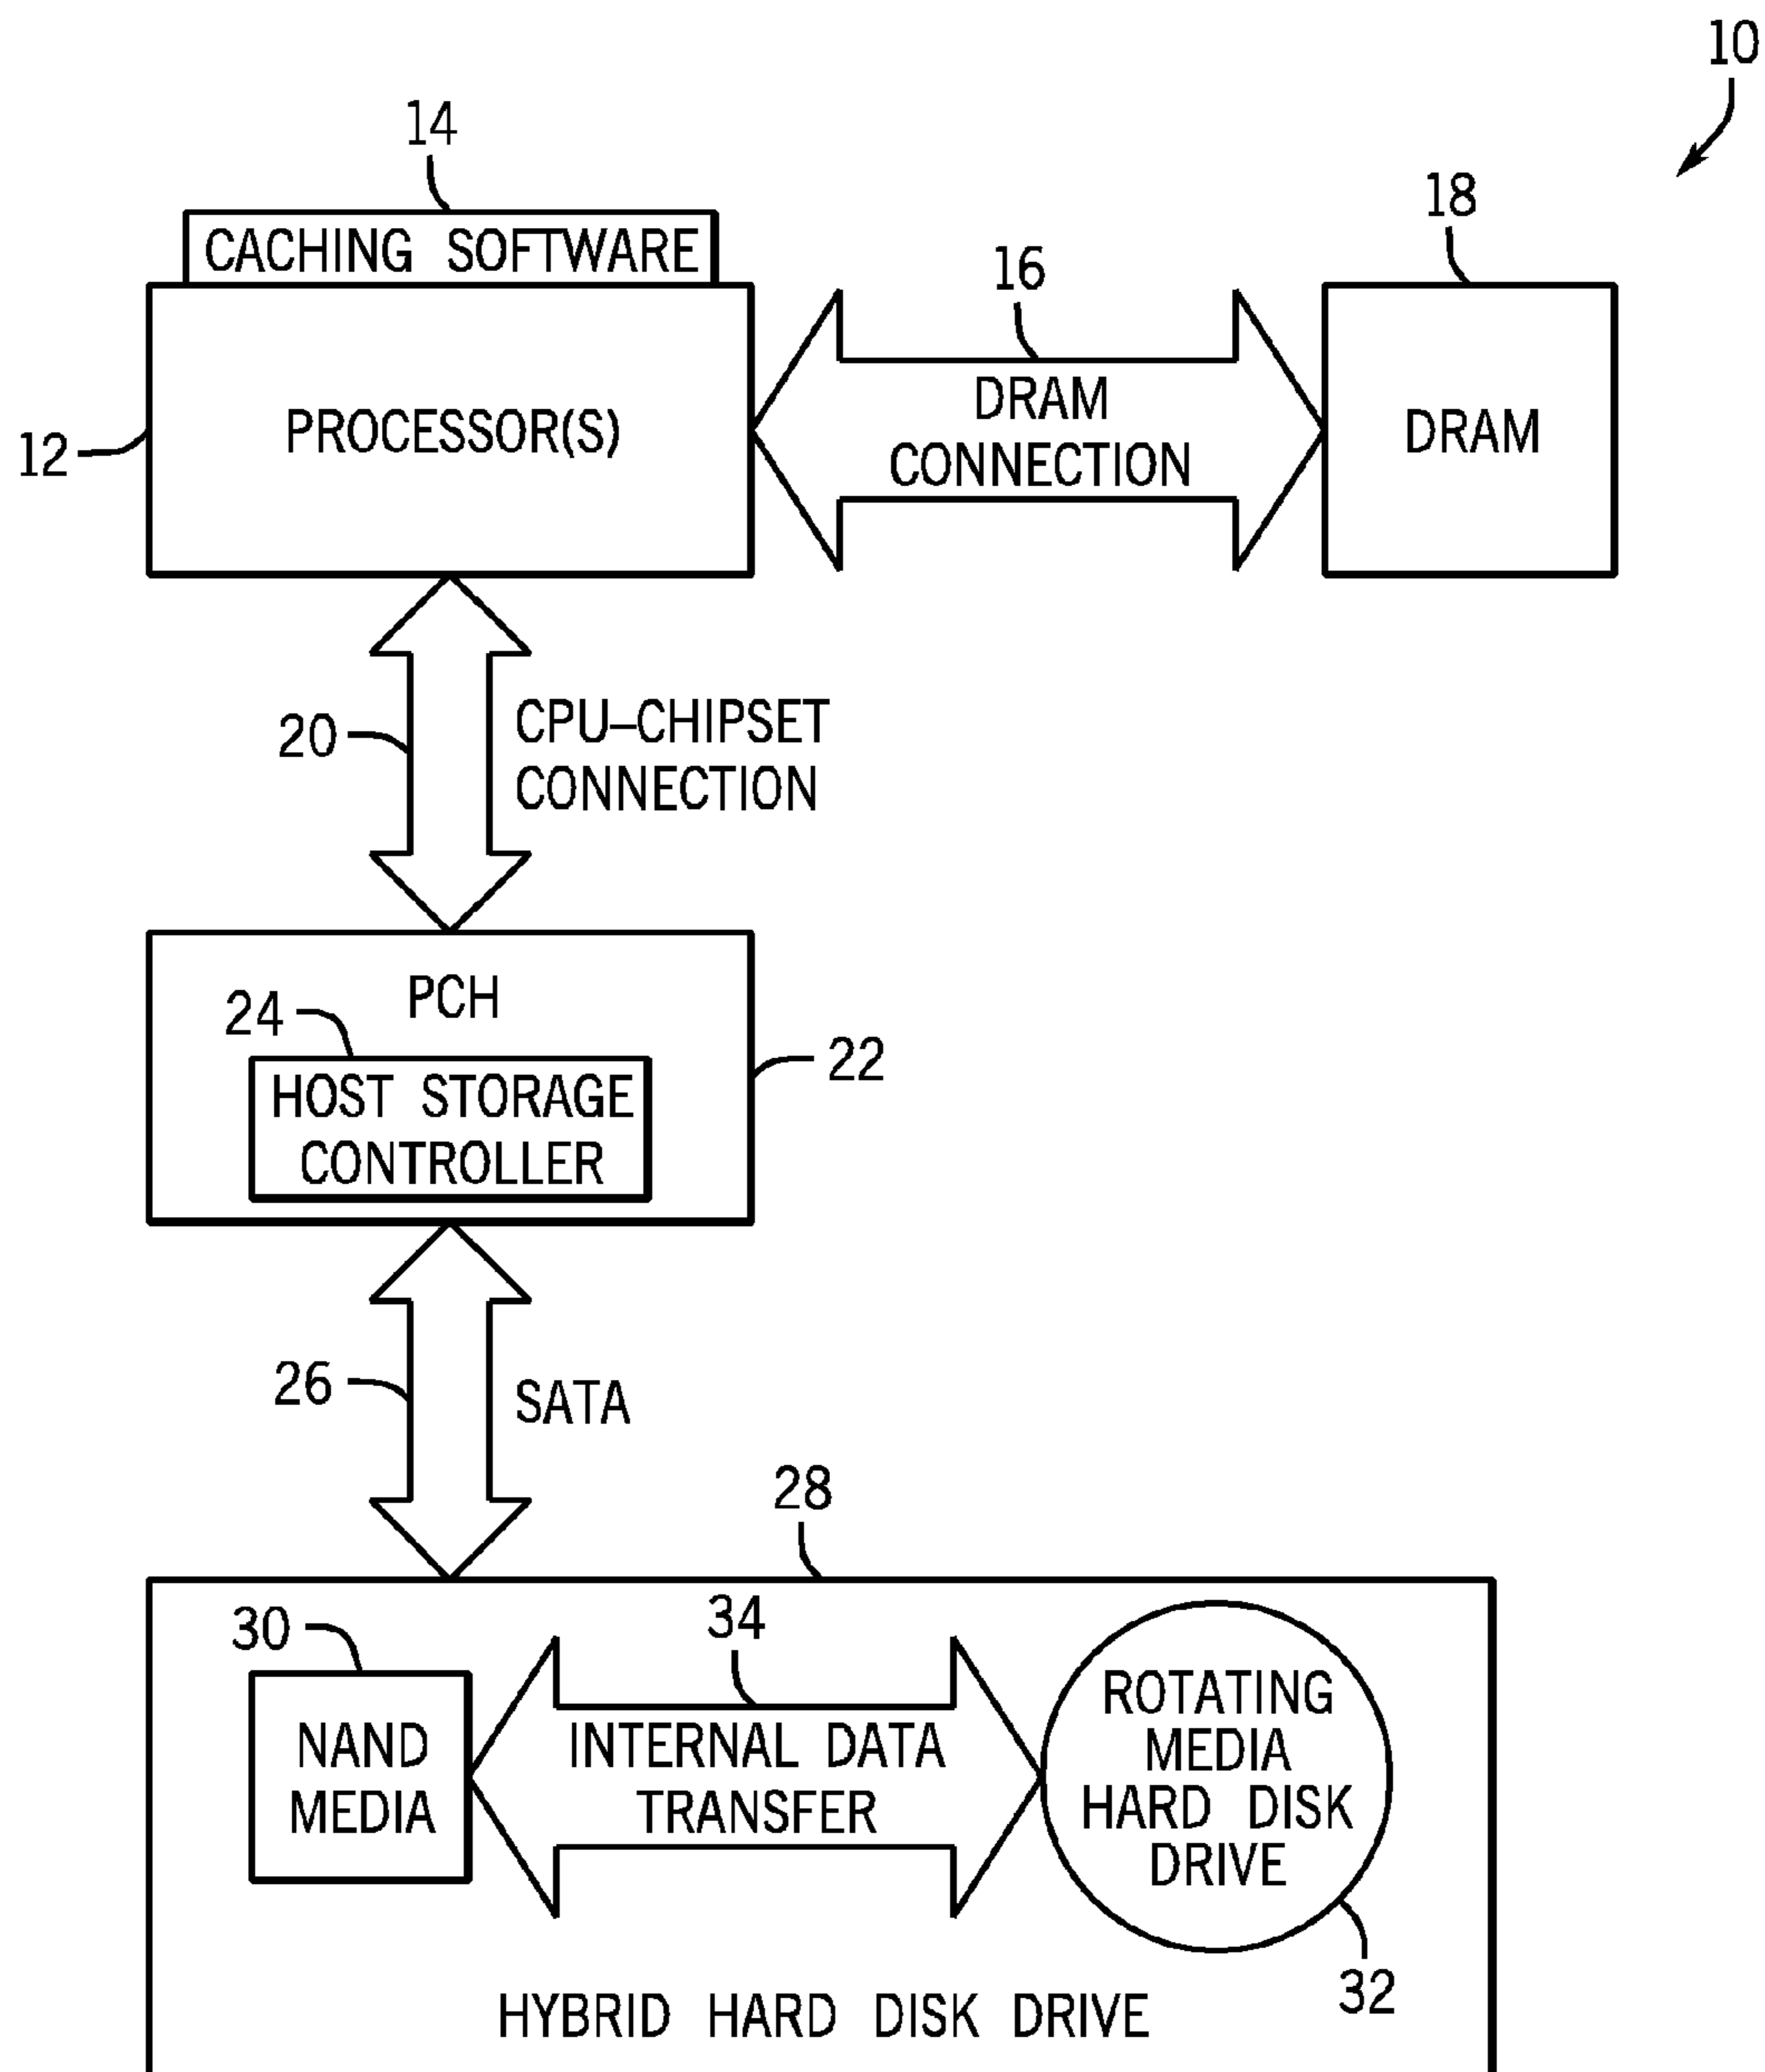 10
14
CACHING SOFTWARE
18
16
12
PROCESSOR(S)
DRAM
CONNECTION
DRAM
20
CPU–CHIPSET
CONNECTION
PCH
24
22
HOST STORAGE
CONTROLLER
26
SATA
28
30
34
NAND
MEDIA
INTERNAL DATA
TRANSFER
ROTATING
MEDIA
HARD DISK
DRIVE
32
HYBRID HARD DISK DRIVE